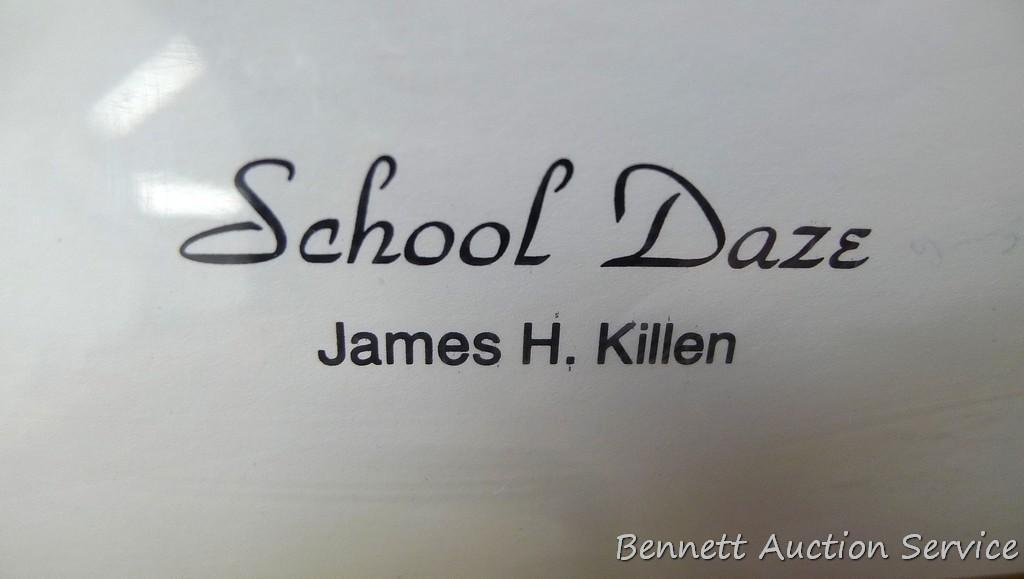 School Daze
James H. Killen
Bennett Auction Service